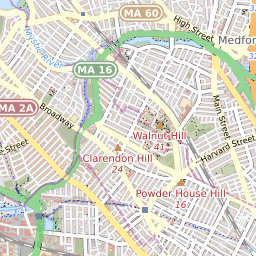 MA 60
High Street
Medfor
32
Mystic River
MA 16
MA 2A
Broadway
Main Street
Walnut Hill
41
Harvard Street
Street
Clarendon Hill
24
Powder House Hill
16